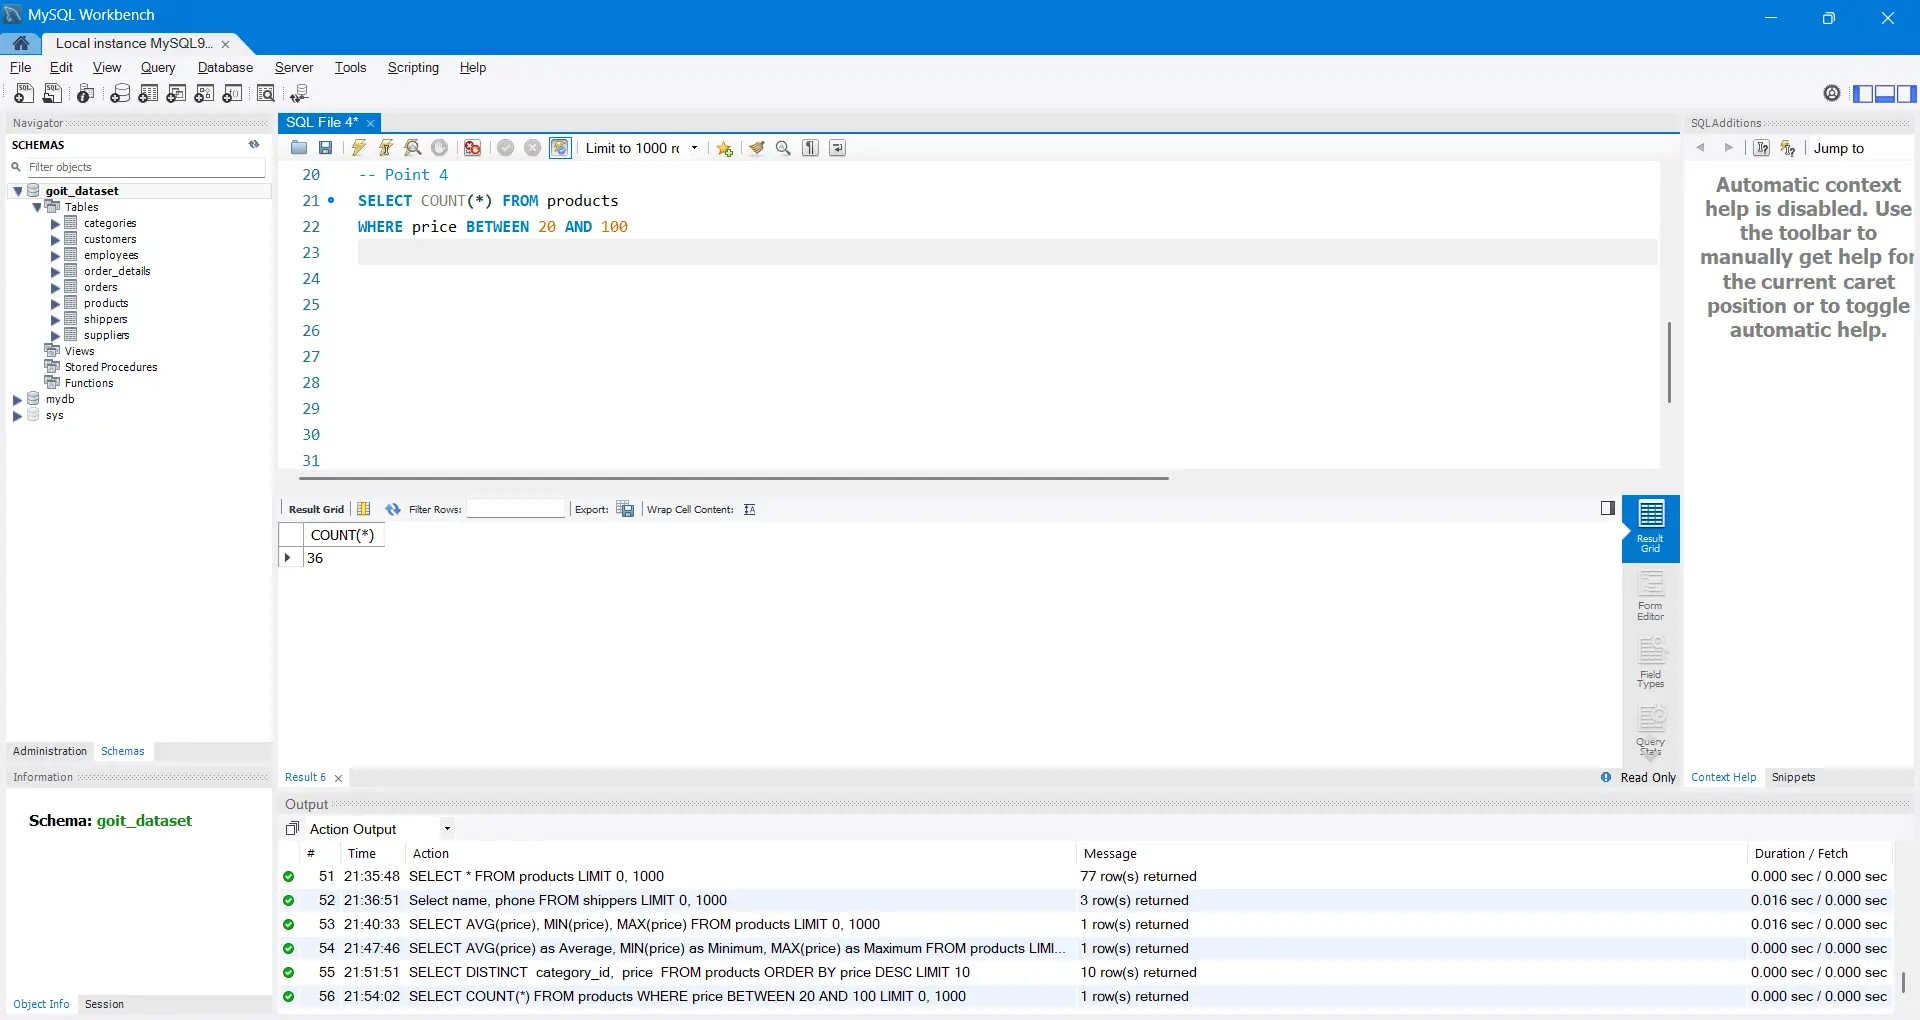 MySQL Workbench
Local instance MySQL9...
File Edit View Query Database Server Tools Scripting Help
Navigator
SCHEMAS
Filter objects
goit_dataset
Tables
categories
customers
employees
order_details
orders
products
shippers
suppliers
Views
Stored Procedures
Functions
mydb
sys
Administration Schemas
Information
Schema: goit_dataset
Object Info Session
SQL File 4*
Limit to 1000 rc
20 -- Point 4
21 SELECT COUNT(*) FROM products
22 WHERE price BETWEEN 20 AND 100
23
24
25
26
27
28
29
30
31
Result Grid Filter Rows: Export: Wrap Cell Content:
COUNT(*)
36
Result Grid
Form Editor
Field Types
Query Stats
Result 6
Read Only
SQLAdditions
Jump to
Automatic context
help is disabled. Use
the toolbar to
manually get help for
the current caret
position or to toggle
automatic help.
Context Help Snippets
Output
Action Output
# Time Action Message Duration / Fetch
51 21:35:48 SELECT * FROM products LIMIT 0, 1000 77 row(s) returned 0.000 sec / 0.000 sec
52 21:36:51 Select name, phone FROM shippers LIMIT 0, 1000 3 row(s) returned 0.016 sec / 0.000 sec
53 21:40:33 SELECT AVG(price), MIN(price), MAX(price) FROM products LIMIT 0, 1000 1 row(s) returned 0.016 sec / 0.000 sec
54 21:47:46 SELECT AVG(price) as Average, MIN(price) as Minimum, MAX(price) as Maximum FROM products LIMI... 1 row(s) returned 0.000 sec / 0.000 sec
55 21:51:51 SELECT DISTINCT category_id, price FROM products ORDER BY price DESC LIMIT 10 10 row(s) returned 0.000 sec / 0.000 sec
56 21:54:02 SELECT COUNT(*) FROM products WHERE price BETWEEN 20 AND 100 LIMIT 0, 1000 1 row(s) returned 0.000 sec / 0.000 sec